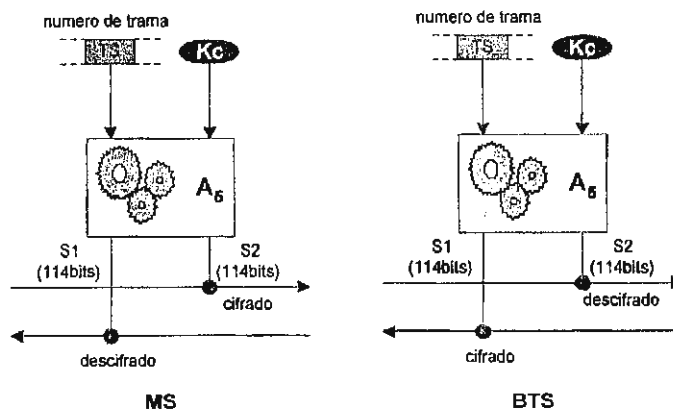 numero de trama
TS
Kc
A5
S1
(114bits)
S2
(114bits)
cifrado
descifrado
MS
numero de trama
TS
Kc
A5
S1
(114bits)
S2
(114bits)
descifrado
cifrado
BTS